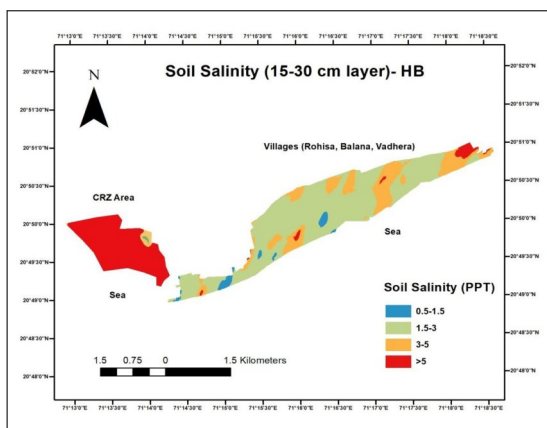 71°13'0"E 71°13'30"E 71°14'0"E 71°14'30"E 71°15'0"E 71°15'30"E 71°16'0"E 71°16'30"E 71°17'0"E 71°17'30"E 71°18'0"E 71°18'30"E
20°52'0"N
20°52'0"N
N
Soil Salinity (15-30 cm layer)- HB
20°51'30"N
20°51'30"N
20°51'0"N
Villages (Rohisa, Balana, Vadhera)
20°51'0"N
20°50'30"N
20°50'30"N
CRZ Area
20°50'0"N
Sea
20°50'0"N
20°49'30"N
20°49'30"N
Sea
Soil Salinity (PPT)
20°49'0"N
20°49'0"N
0.5-1.5
1.5-3
20°48'30"N
3-5
20°48'30"N
1.5 0.75 0 1.5 Kilometers
>5
20°48'0"N
20°48'0"N
71°13'0"E 71°13'30"E 71°14'0"E 71°14'30"E 71°15'0"E 71°15'30"E 71°16'0"E 71°16'30"E 71°17'0"E 71°17'30"E 71°18'0"E 71°18'30"E